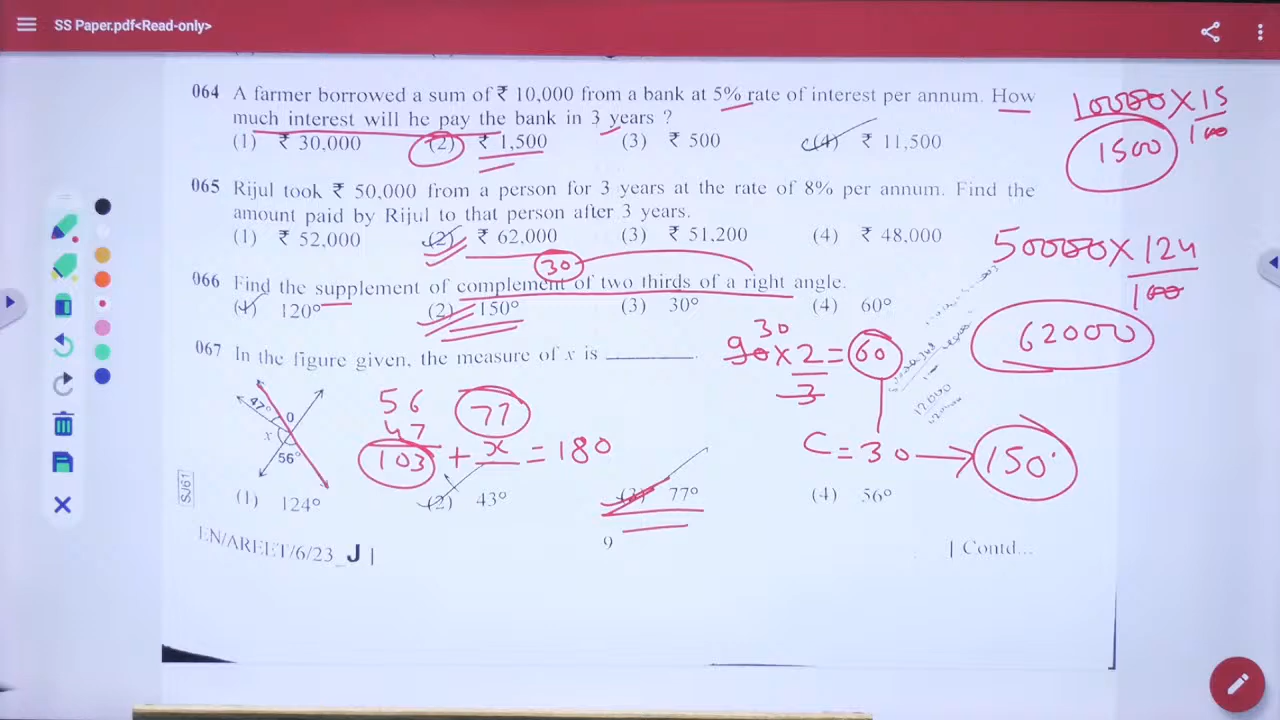 SS Paper.pdf<Read-only>
064 A farmer borrowed a sum of ₹ 10,000 from a bank at 5% rate of interest per annum. How
much interest will he pay the bank in 3 years ?
(1) ₹ 30,000 (2) ₹ 1,500 (3) ₹ 500 (4) ₹ 11,500
10000 × 15
100
1500
065 Rijul took ₹ 50,000 from a person for 3 years at the rate of 8% per annum. Find the
amount paid by Rijul to that person after 3 years.
(1) ₹ 52,000 (2) ₹ 62,000 (3) ₹ 51,200 (4) ₹ 48,000
50000 × 124
100
62000
30
066 Find the supplement of complement of two thirds of a right angle.
(1) 120° (2) 150° (3) 30° (4) 60°
30
90 × 2 = 60
3
C = 30 → 150°
067 In the figure given, the measure of x is
47° O
x
56°
56 77
47
103 + x = 180
(1) 124° (2) 43° (3) 77° (4) 56°
SJ61
EN/AREET/6/23_J | 9 | Contd...